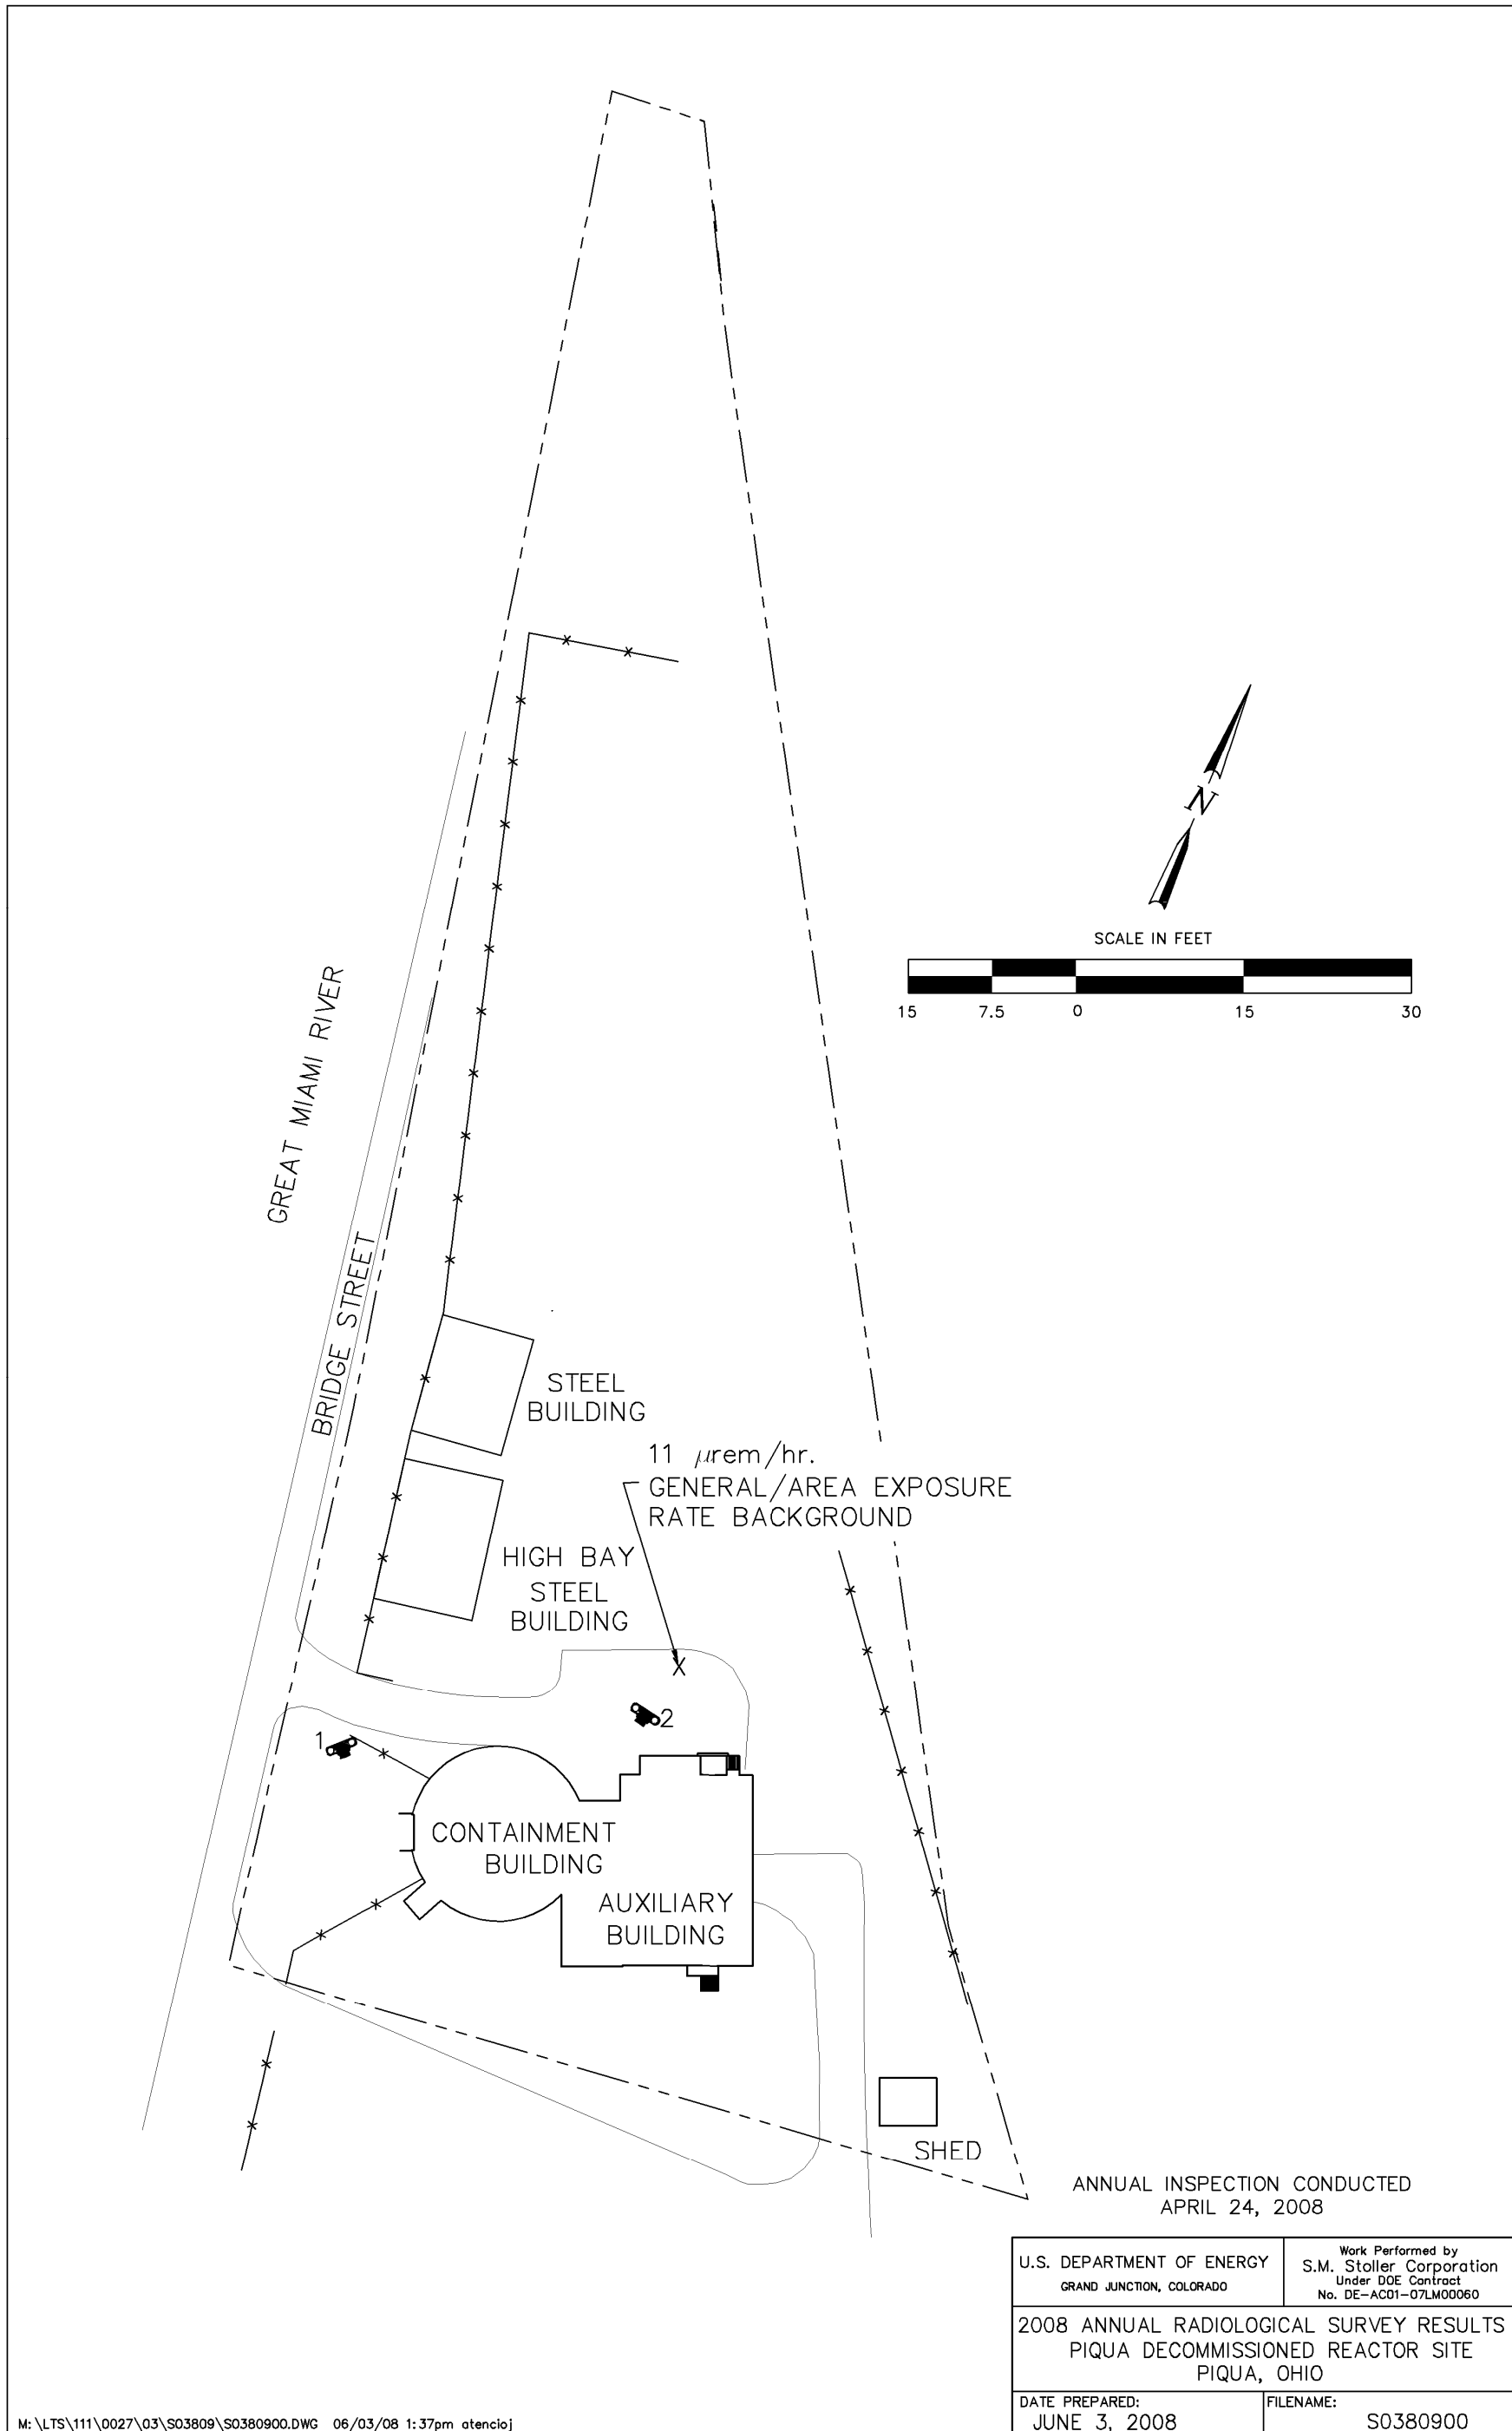 N
SCALE IN FEET
15 7.5 0 15 30
GREAT MIAMI RIVER
BRIDGE STREET
STEEL
BUILDING
11 µrem/hr.
GENERAL/AREA EXPOSURE
RATE BACKGROUND
HIGH BAY
STEEL
BUILDING
X
2
1
CONTAINMENT
BUILDING
AUXILIARY
BUILDING
SHED
ANNUAL INSPECTION CONDUCTED
APRIL 24, 2008
U.S. DEPARTMENT OF ENERGY
GRAND JUNCTION, COLORADO
Work Performed by
S.M. Stoller Corporation
Under DOE Contract
No. DE-AC01-07LM00060
2008 ANNUAL RADIOLOGICAL SURVEY RESULTS
PIQUA DECOMMISSIONED REACTOR SITE
PIQUA, OHIO
DATE PREPARED:
JUNE 3, 2008
FILENAME:
S0380900
M:\LTS\111\0027\03\S03809\S0380900.DWG 06/03/08 1:37pm atencioj